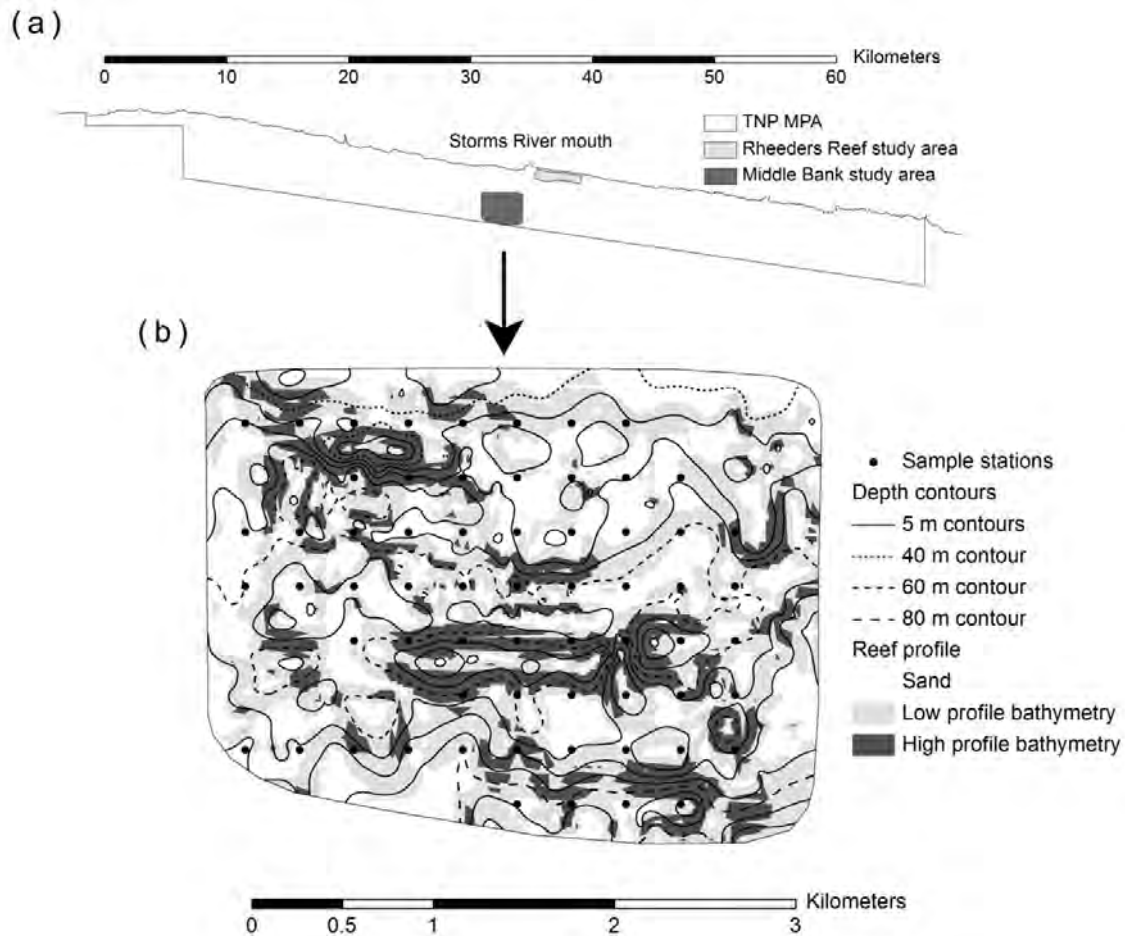 (a)
Kilometers
0 10 20 30 40 50 60
Storms River mouth
TNP MPA
Rheeders Reef study area
Middle Bank study area
(b)
Sample stations
Depth contours
5 m contours
40 m contour
60 m contour
80 m contour
Reef profile
Sand
Low profile bathymetry
High profile bathymetry
Kilometers
0 0.5 1 2 3